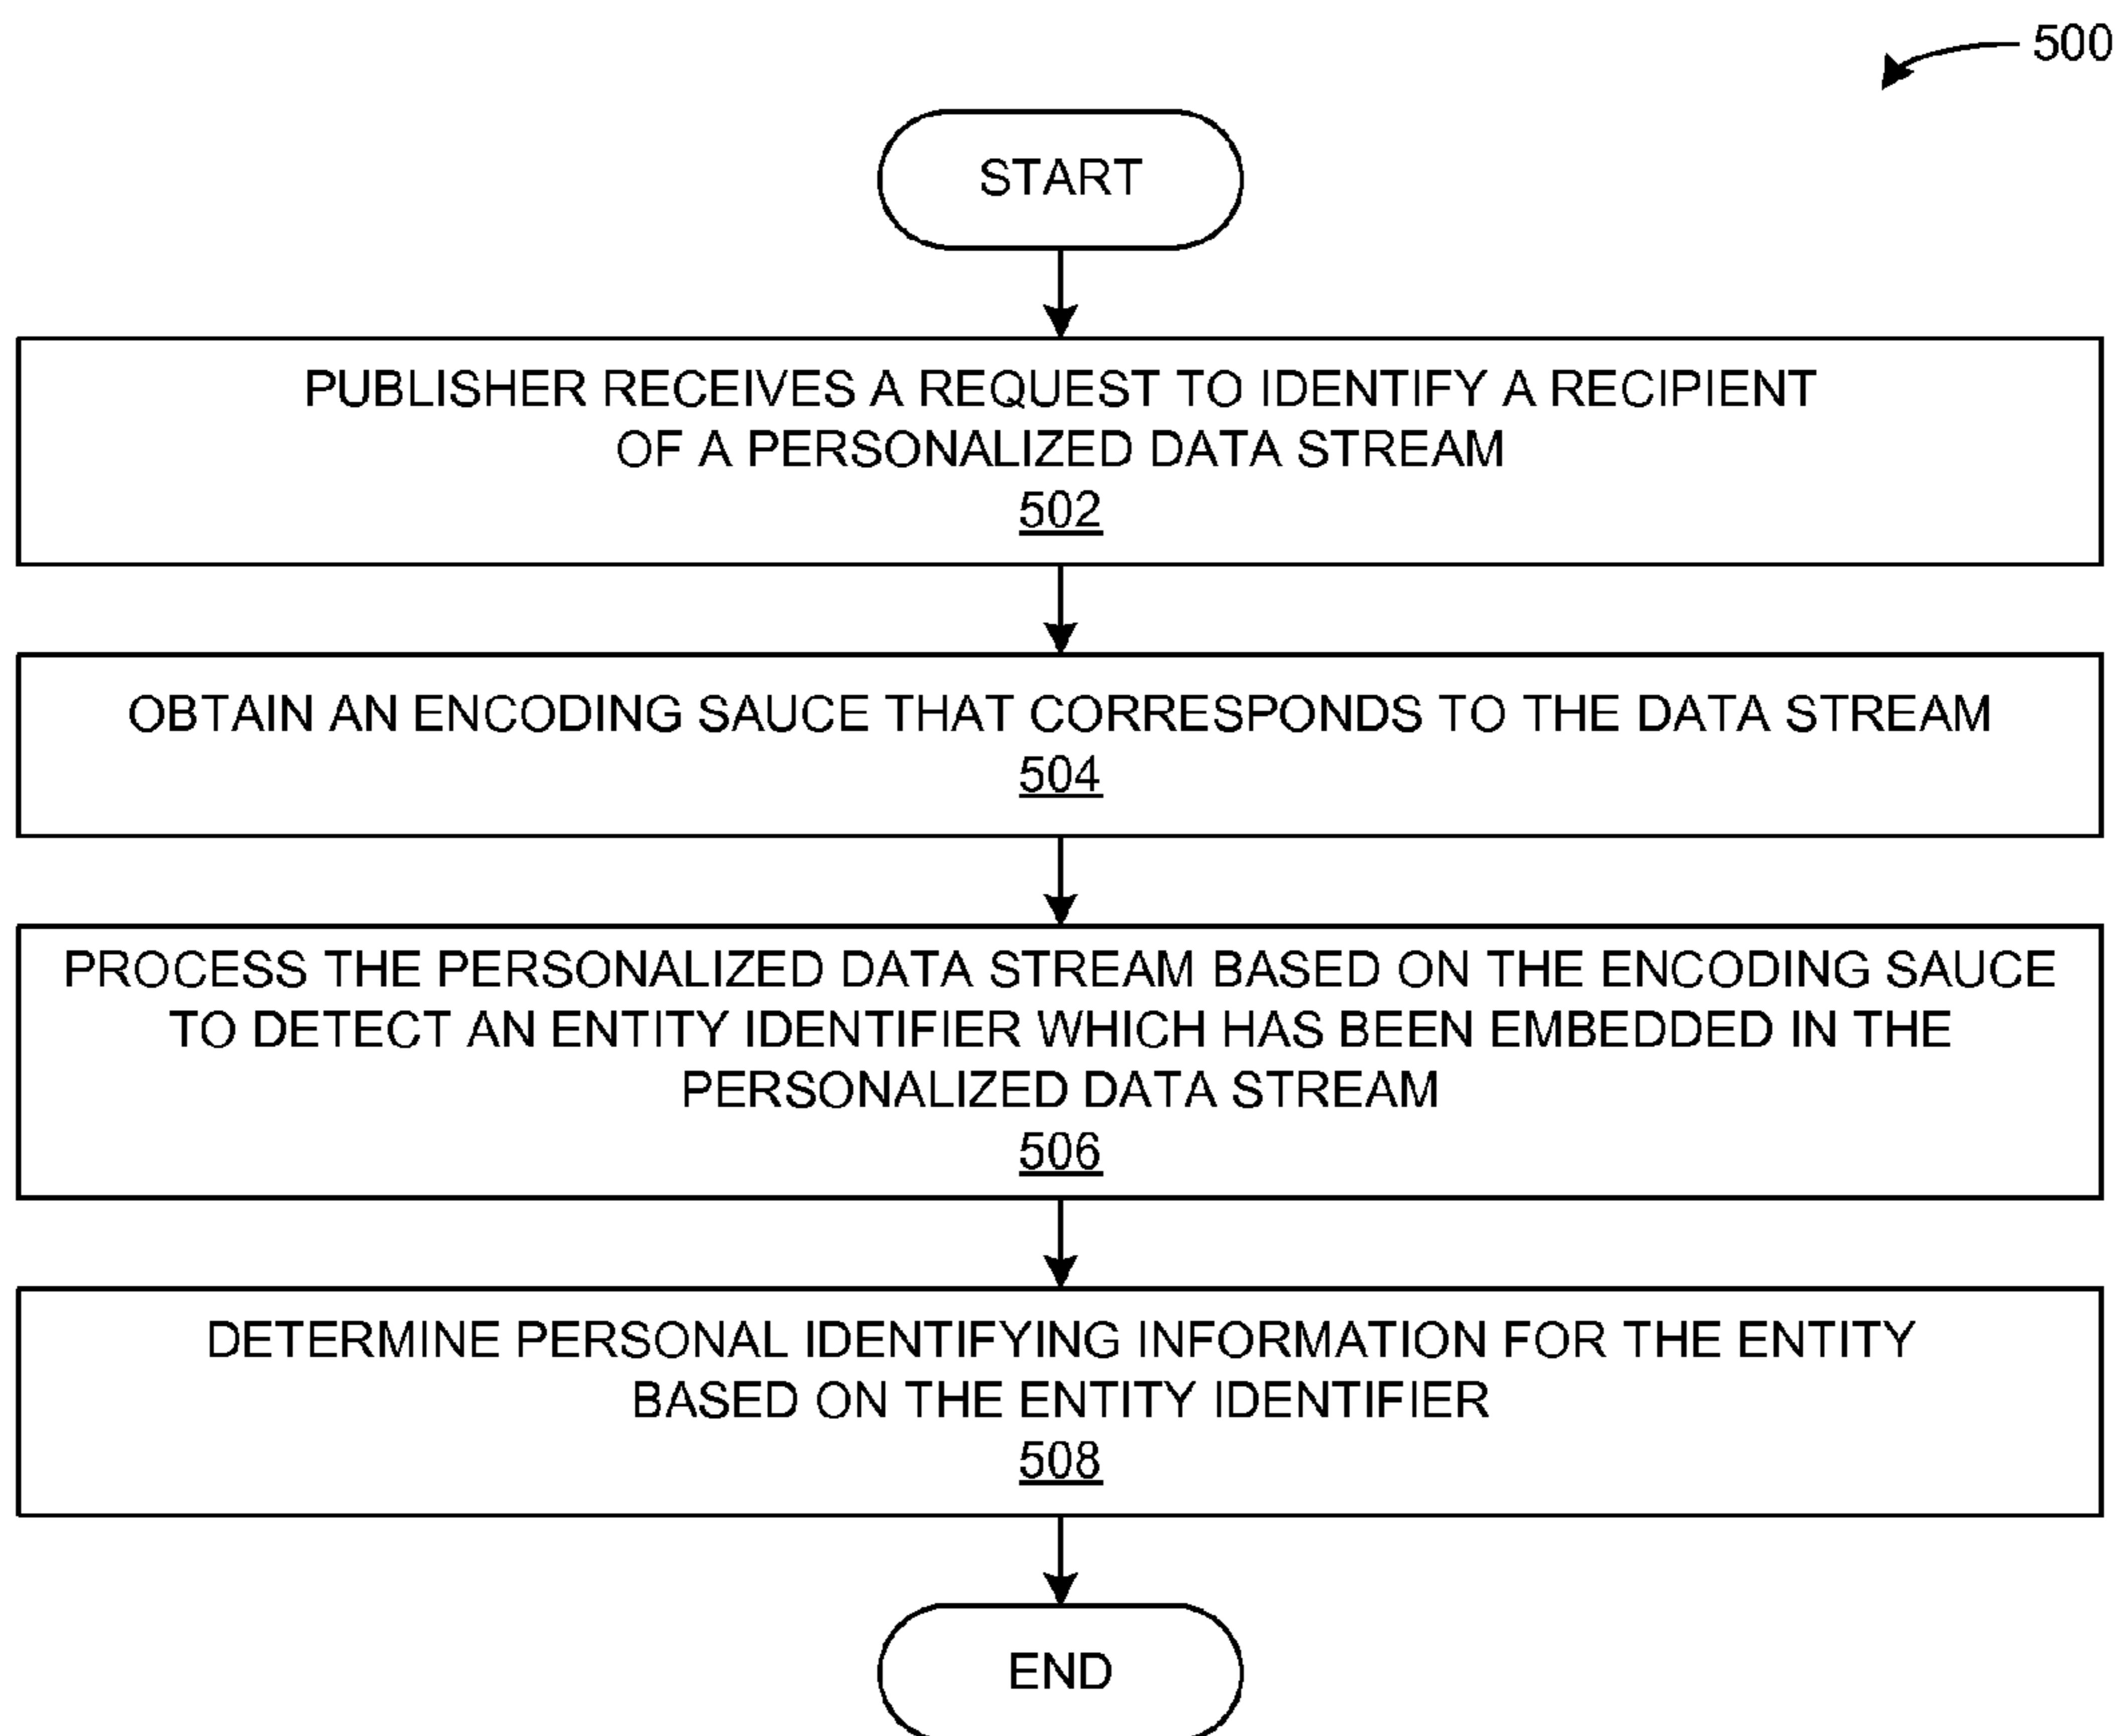 500
START
PUBLISHER RECEIVES A REQUEST TO IDENTIFY A RECIPIENT
OF A PERSONALIZED DATA STREAM
502
OBTAIN AN ENCODING SAUCE THAT CORRESPONDS TO THE DATA STREAM
504
PROCESS THE PERSONALIZED DATA STREAM BASED ON THE ENCODING SAUCE
TO DETECT AN ENTITY IDENTIFIER WHICH HAS BEEN EMBEDDED IN THE
PERSONALIZED DATA STREAM
506
DETERMINE PERSONAL IDENTIFYING INFORMATION FOR THE ENTITY
BASED ON THE ENTITY IDENTIFIER
508
END